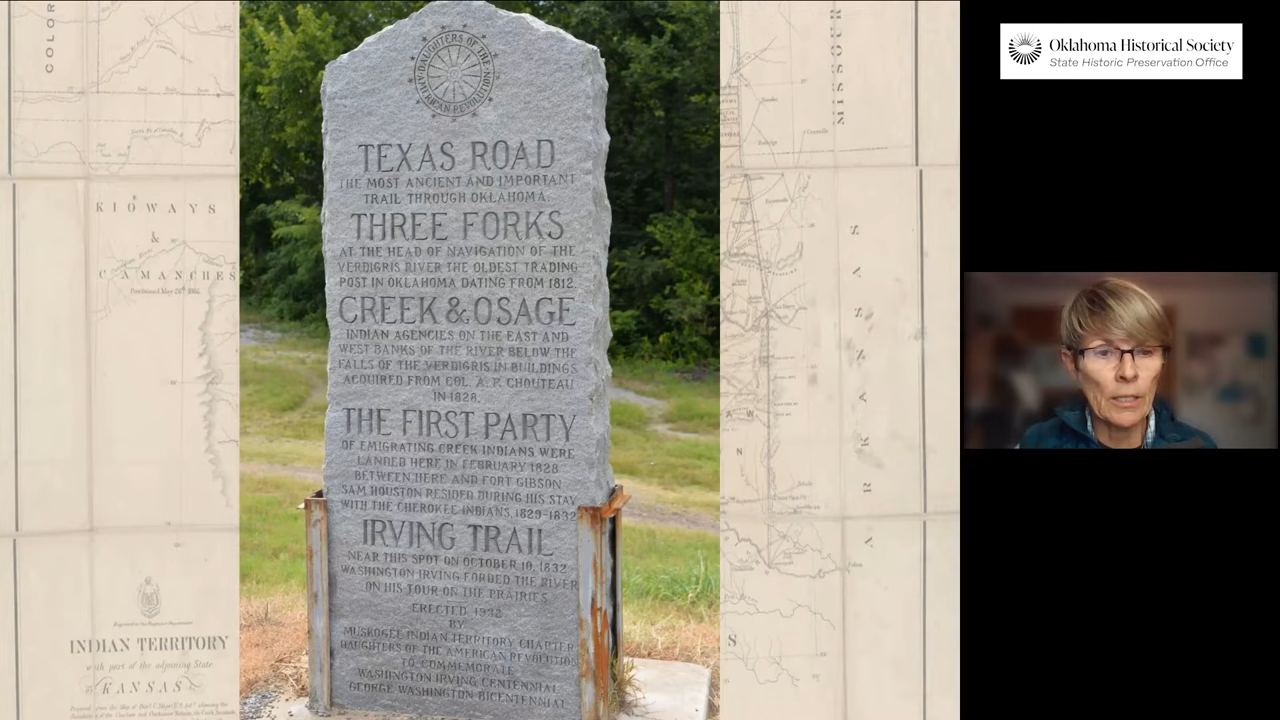 COLOR
KIOWAYS
&
CAMANCHES
INDIAN TERRITORY
with part of the adjoining State
KANSAS
DAUGHTERS OF THE AMERICAN REVOLUTION
TEXAS ROAD
THE MOST ANCIENT AND IMPORTANT
TRAIL THROUGH OKLAHOMA.
THREE FORKS
AT THE HEAD OF NAVIGATION OF THE
VERDIGRIS RIVER THE OLDEST TRADING
POST IN OKLAHOMA DATING FROM 1812.
CREEK & OSAGE
INDIAN AGENCIES ON THE EAST AND
WEST BANKS OF THE RIVER BELOW THE
FALLS OF THE VERDIGRIS IN BUILDINGS
ACQUIRED FROM COL. A. P. CHOUTEAU
IN 1828.
THE FIRST PARTY
OF EMIGRATING CREEK INDIANS WERE
LANDED HERE IN FEBRUARY 1828
BETWEEN HERE AND FORT GIBSON
SAM HOUSTON RESIDED DURING HIS STAY
WITH THE CHEROKEE INDIANS, 1829-1832
IRVING TRAIL
NEAR THIS SPOT ON OCTOBER 10, 1832
WASHINGTON IRVING FORDED THE RIVER
ON HIS TOUR ON THE PRAIRIES
ERECTED 1932
BY
MUSKOGEE INDIAN TERRITORY CHAPTER
DAUGHTERS OF THE AMERICAN REVOLUTION
TO COMMEMORATE
WASHINGTON IRVING CENTENNIAL
GEORGE WASHINGTON BICENTENNIAL
MISSOUR
ARKANSAS
Oklahoma Historical Society
State Historic Preservation Office